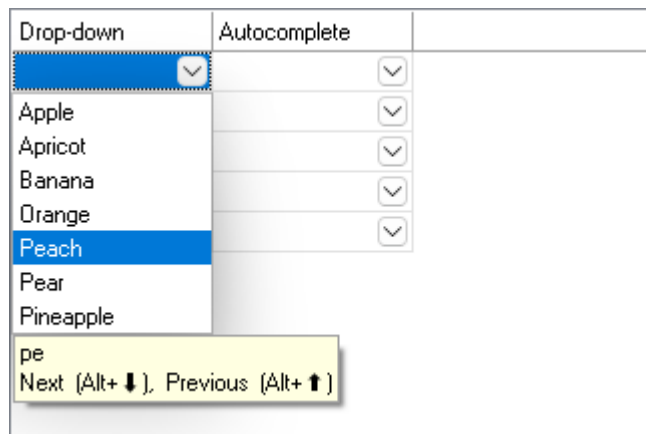 Drop-down Autocomplete
Apple
Apricot
Banana
Orange
Peach
Pear
Pineapple
pe
Next (Alt+⬇), Previous (Alt+⬆)